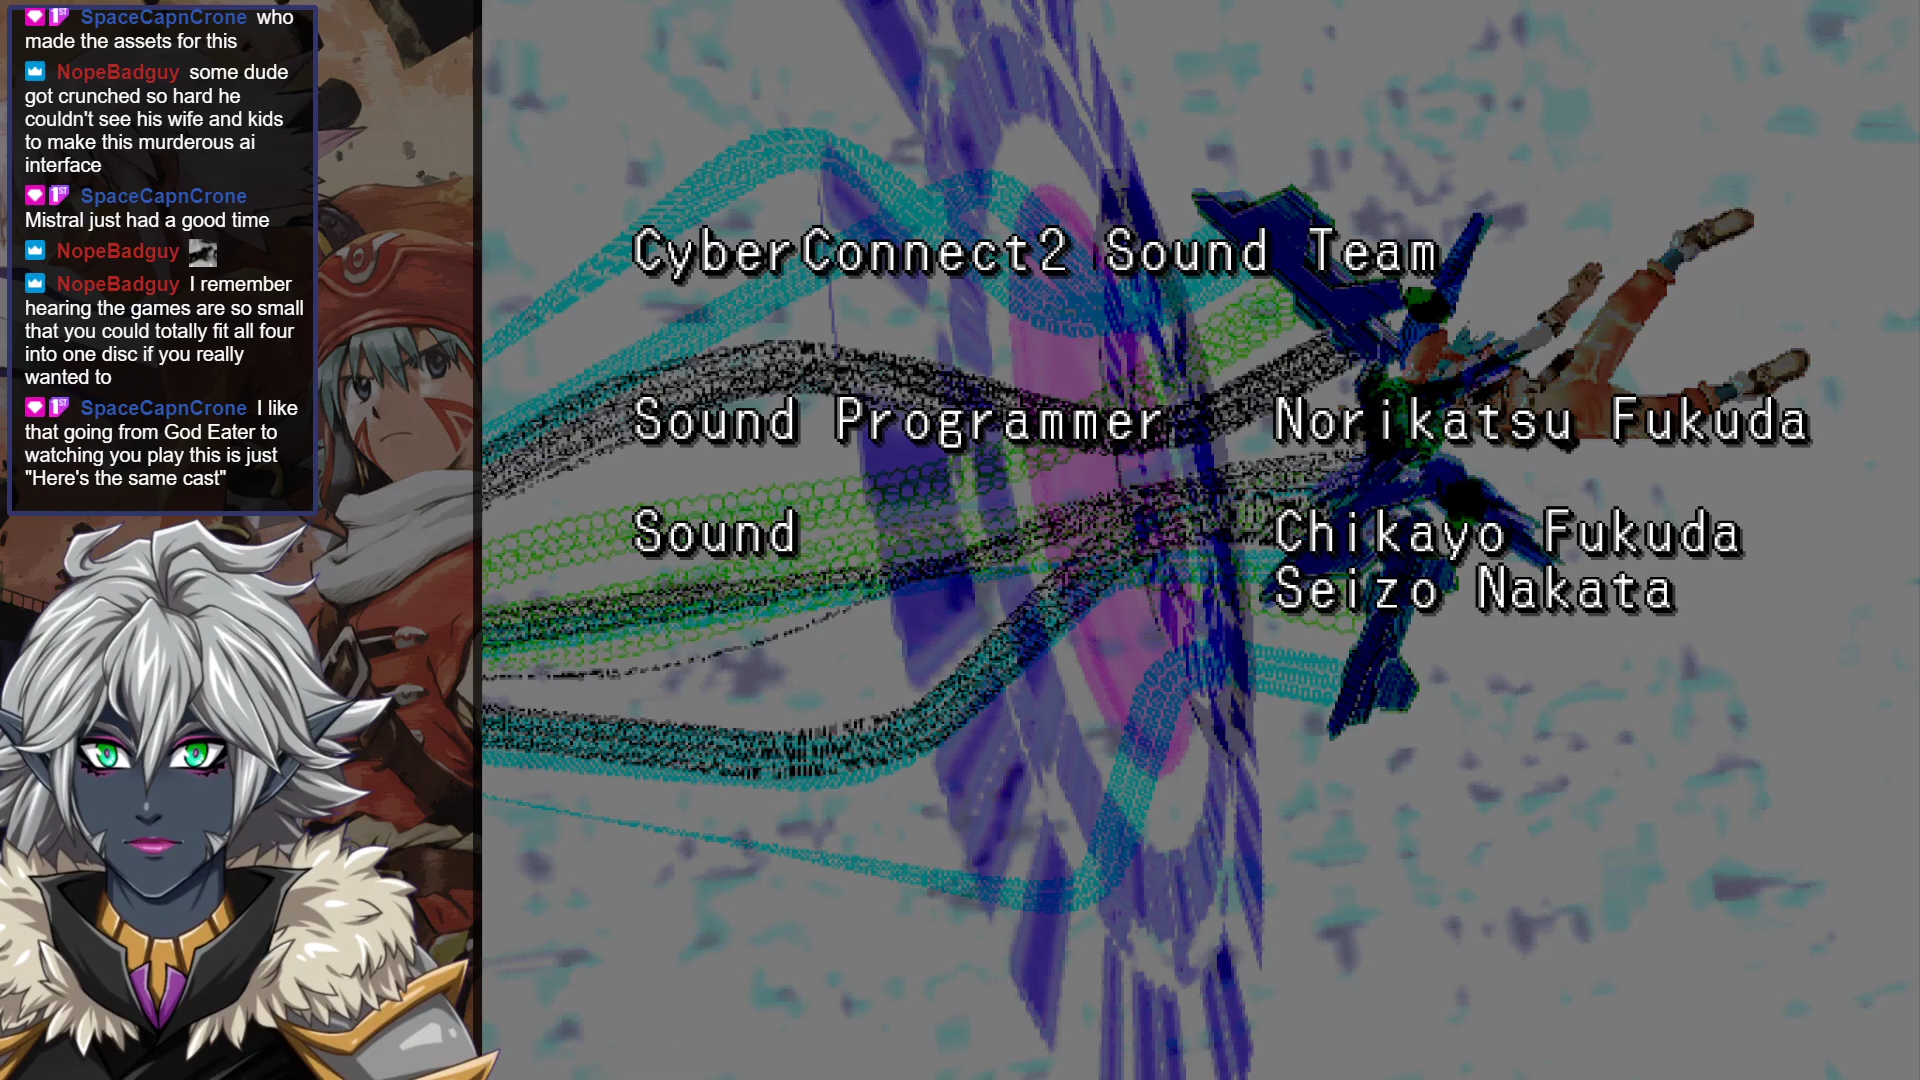 SpaceCapnCrone who
made the assets for this
NopeBadguy some dude
got crunched so hard he
couldn't see his wife and kids
to make this murderous ai
interface
SpaceCapnCrone
Mistral just had a good time
NopeBadguy
NopeBadguy I remember
hearing the games are so small
that you could totally fit all four
into one disc if you really
wanted to
SpaceCapnCrone I like
that going from God Eater to
watching you play this is just
"Here's the same cast"
CyberConnect2 Sound Team
Sound Programmer Norikatsu Fukuda
Sound Chikayo Fukuda
Seizo Nakata